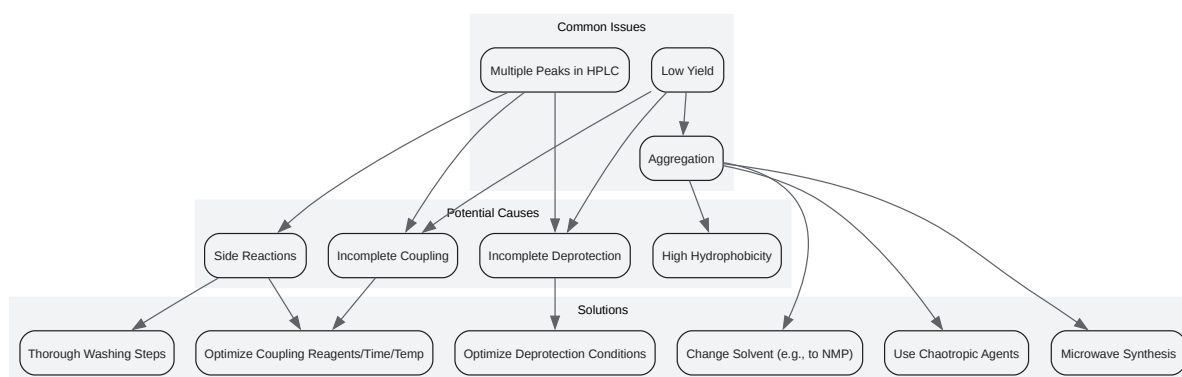 Common Issues
Multiple Peaks in HPLC
Low Yield
Aggregation
Potential Causes
Side Reactions
Incomplete Coupling
Incomplete Deprotection
High Hydrophobicity
Solutions
Thorough Washing Steps
Optimize Coupling Reagents/Time/Temp
Optimize Deprotection Conditions
Change Solvent (e.g., to NMP)
Use Chaotropic Agents
Microwave Synthesis